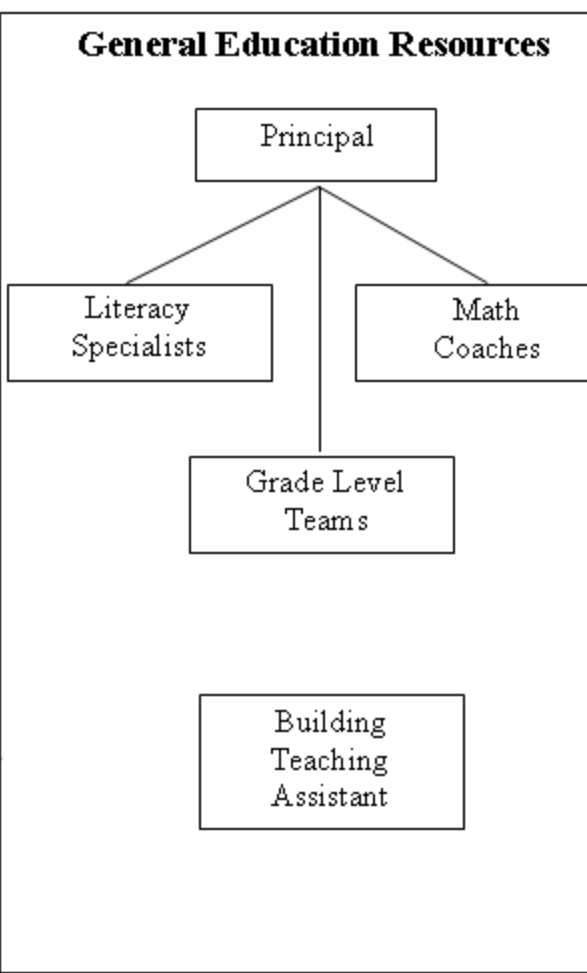 General Education Resources
Principal
Literacy
Specialists
Math
Coaches
Grade Level
Teams
Building
Teaching
Assistant